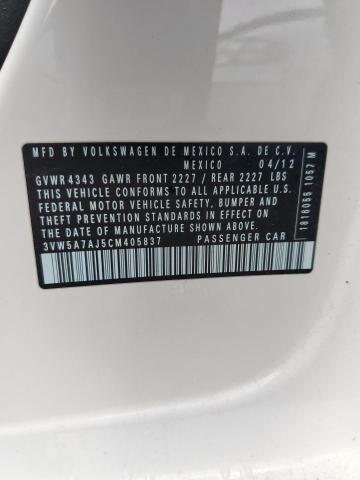 MFD BY VOLKSWAGEN DE MEXICO S.A. DE C.V.
MEXICO 04/12
GVWR 4343 GAWR FRONT 2227 / REAR 2227 LBS
THIS VEHICLE CONFORMS TO ALL APPLICABLE U.S.
FEDERAL MOTOR VEHICLE SAFETY, BUMPER AND
THEFT PREVENTION STANDARDS IN EFFECT ON
THE DATE OF MANUFACTURE SHOWN ABOVE.
3VW5A7AJ5CM405837 PASSENGER CAR
1816055 1057 M